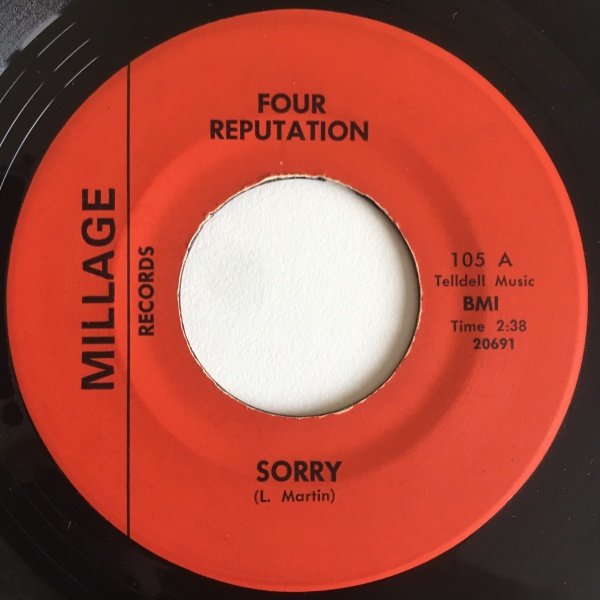 FOUR
REPUTATION
MILLAGE
RECORDS
105 A
Telldell Music
BMI
Time 2:38
20691
SORRY
(L. Martin)